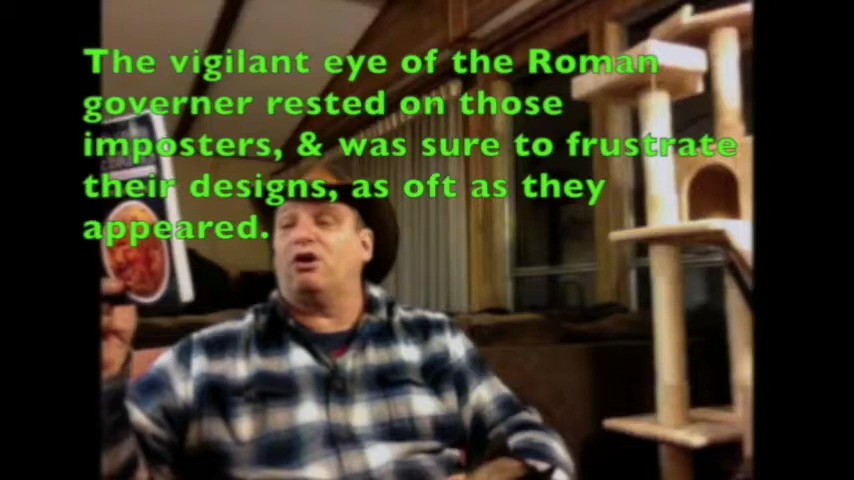 The vigilant eye of the Roman
governer rested on those
imposters, & was sure to frustrate
their designs, as oft as they
appeared.